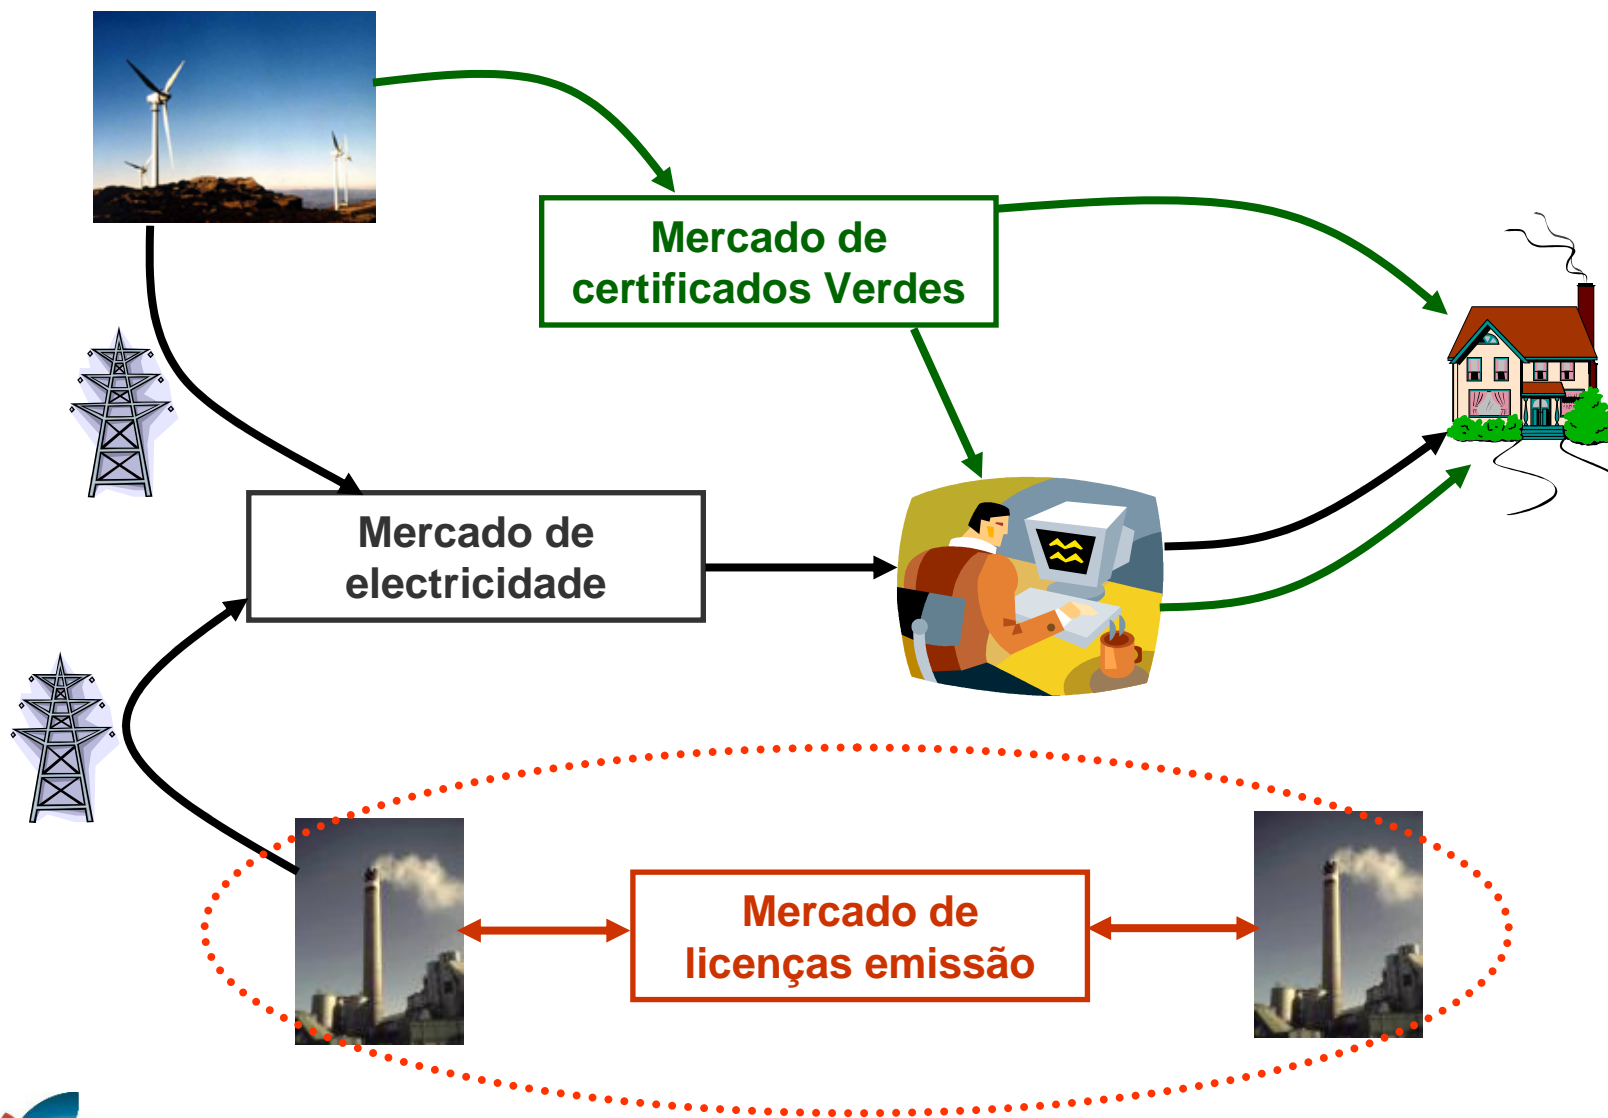 Mercado de
certificados Verdes
Mercado de
electricidade
Mercado de
licenças emissão